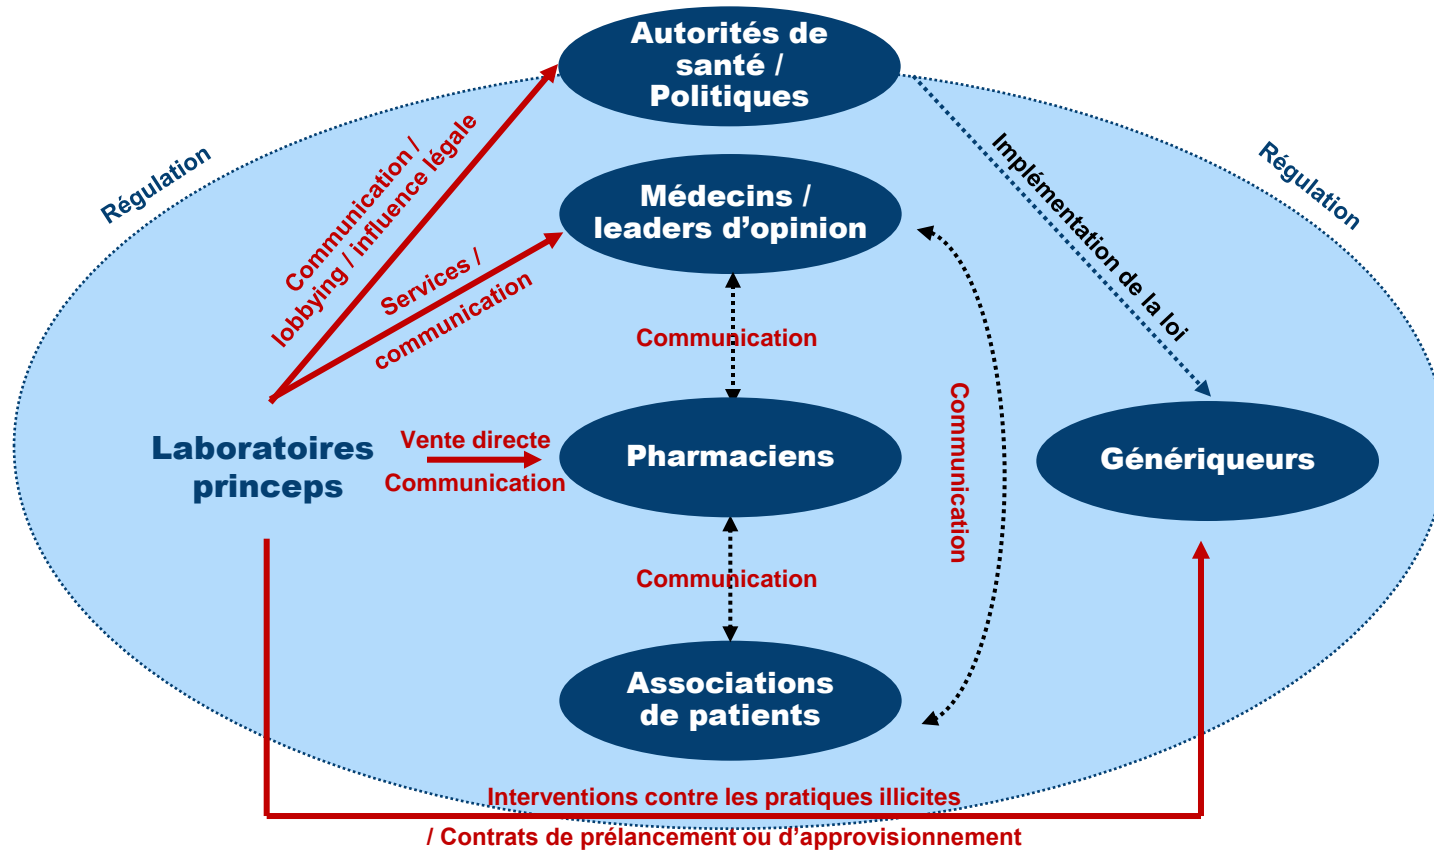 Autorités de
santé /
Politiques
Régulation
Régulation
Communication /
lobbying / influence légale
Implémentation de la loi
Médecins /
leaders d’opinion
Services /
communication
Communication
Communication
Laboratoires
princeps
Vente directe
Communication
Pharmaciens
Génériqueurs
Communication
Associations
de patients
Interventions contre les pratiques illicites
/ Contrats de prélancement ou d’approvisionnement